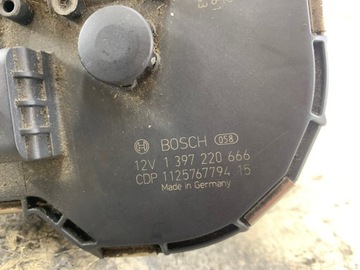 BOSCH 058
12V 1 397 220 666
CDP 1125767794 15
Made in Germany